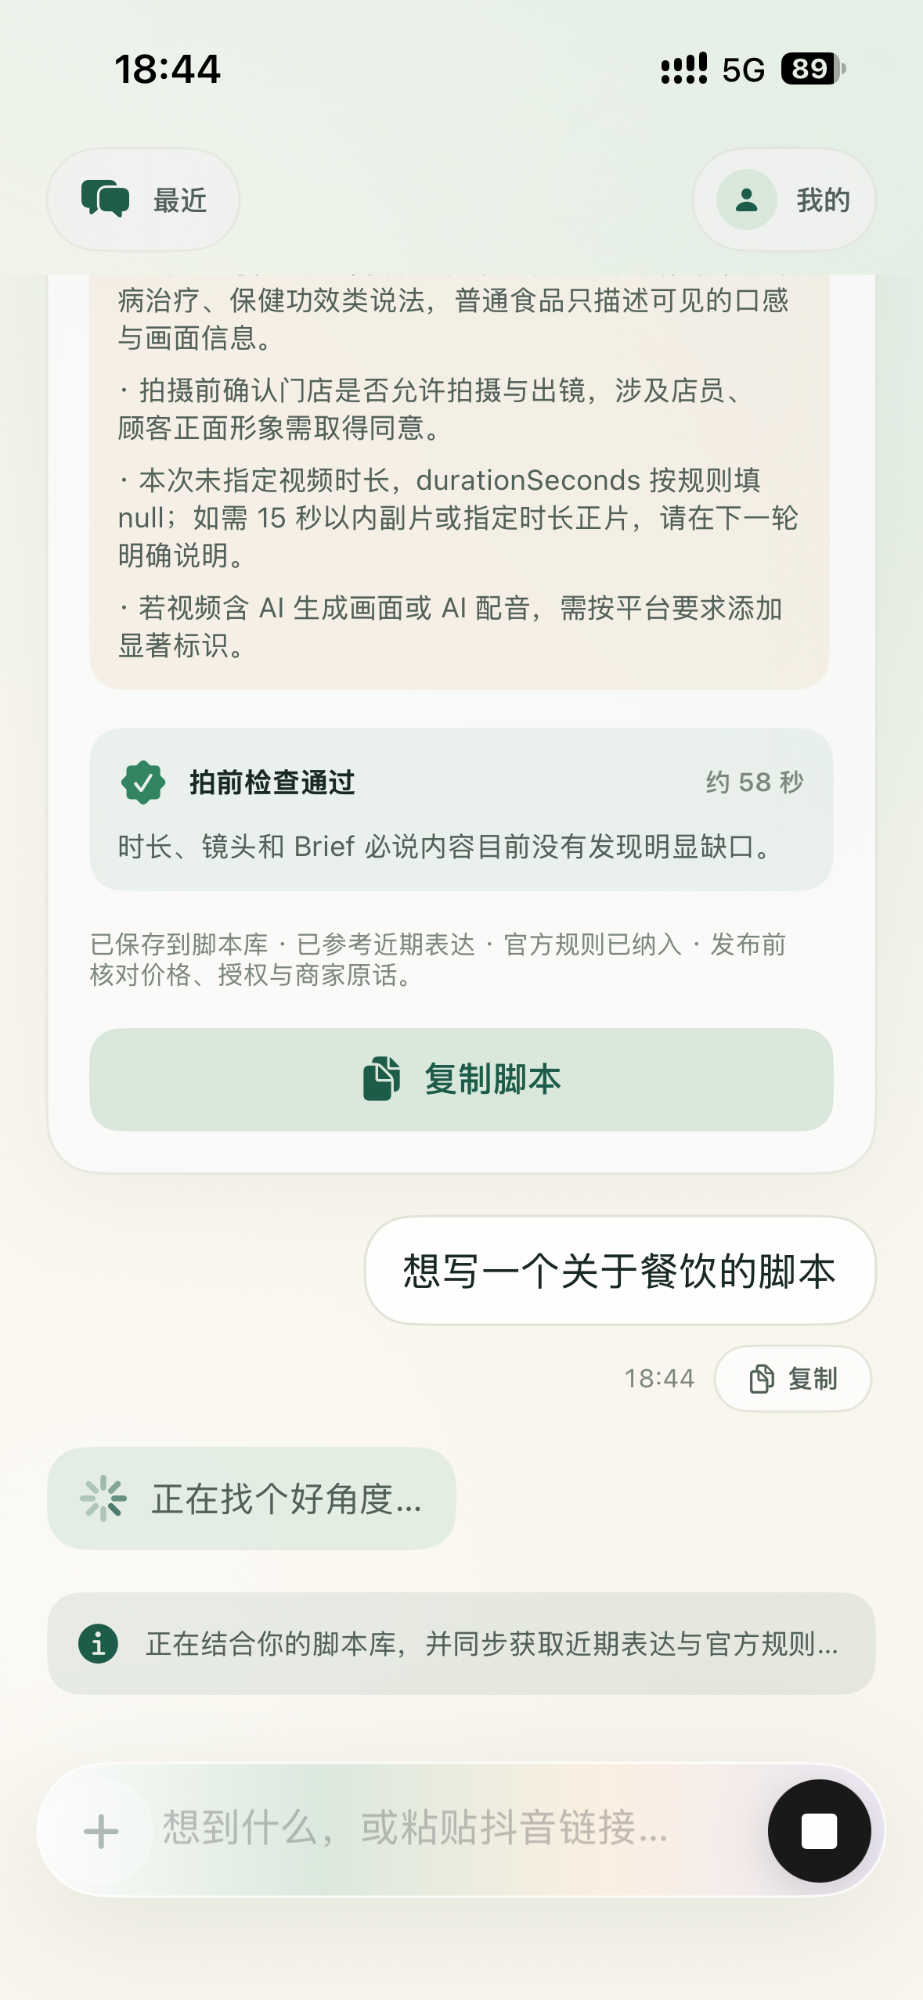 18:44
5G
89
最近
我的
病治疗、保健功效类说法，普通食品只描述可见的口感
与画面信息。
· 拍摄前确认门店是否允许拍摄与出镜，涉及店员、
顾客正面形象需取得同意。
· 本次未指定视频时长，durationSeconds 按规则填
null；如需 15 秒以内副片或指定时长正片，请在下一轮
明确说明。
· 若视频含 AI 生成画面或 AI 配音，需按平台要求添加
显著标识。
拍前检查通过
约 58 秒
时长、镜头和 Brief 必说内容目前没有发现明显缺口。
已保存到脚本库 · 已参考近期表达 · 官方规则已纳入 · 发布前
核对价格、授权与商家原话。
复制脚本
想写一个关于餐饮的脚本
18:44
复制
正在找个好角度...
正在结合你的脚本库，并同步获取近期表达与官方规则...
想到什么，或粘贴抖音链接...